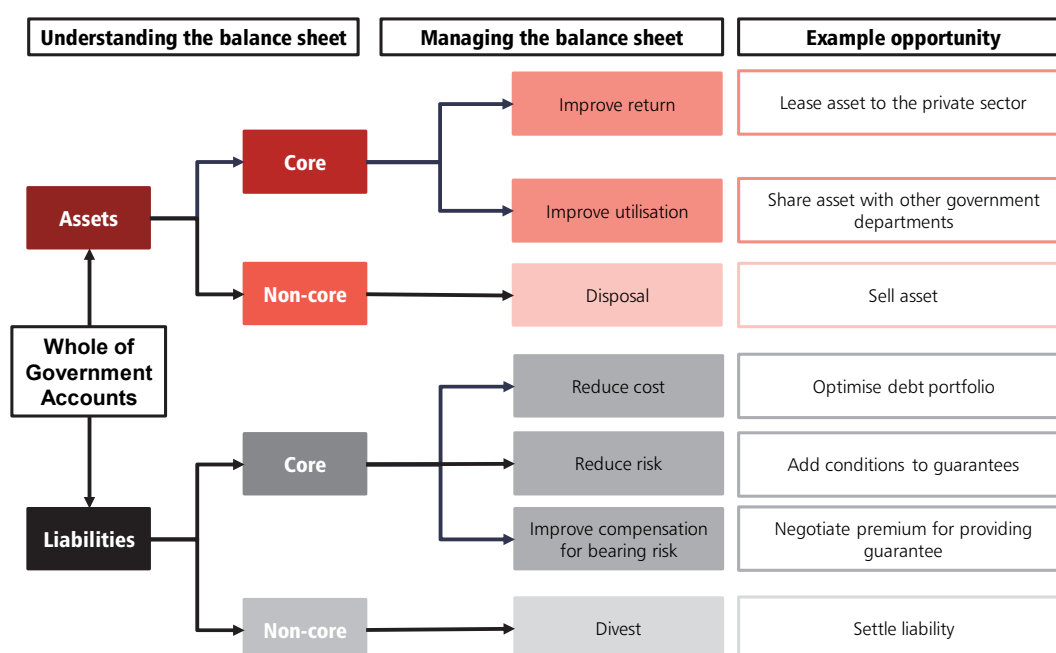 Understanding the balance sheet
Managing the balance sheet
Example opportunity
Improve return
Lease asset to the private sector
Core
Assets
Improve utilisation
Share asset with other government
departments
Non-core
Disposal
Sell asset
Whole of
Government
Accounts
Reduce cost
Optimise debt portfolio
Core
Reduce risk
Add conditions to guarantees
Liabilities
Improve compensation
for bearing risk
Negotiate premium for providing
guarantee
Non-core
Divest
Settle liability